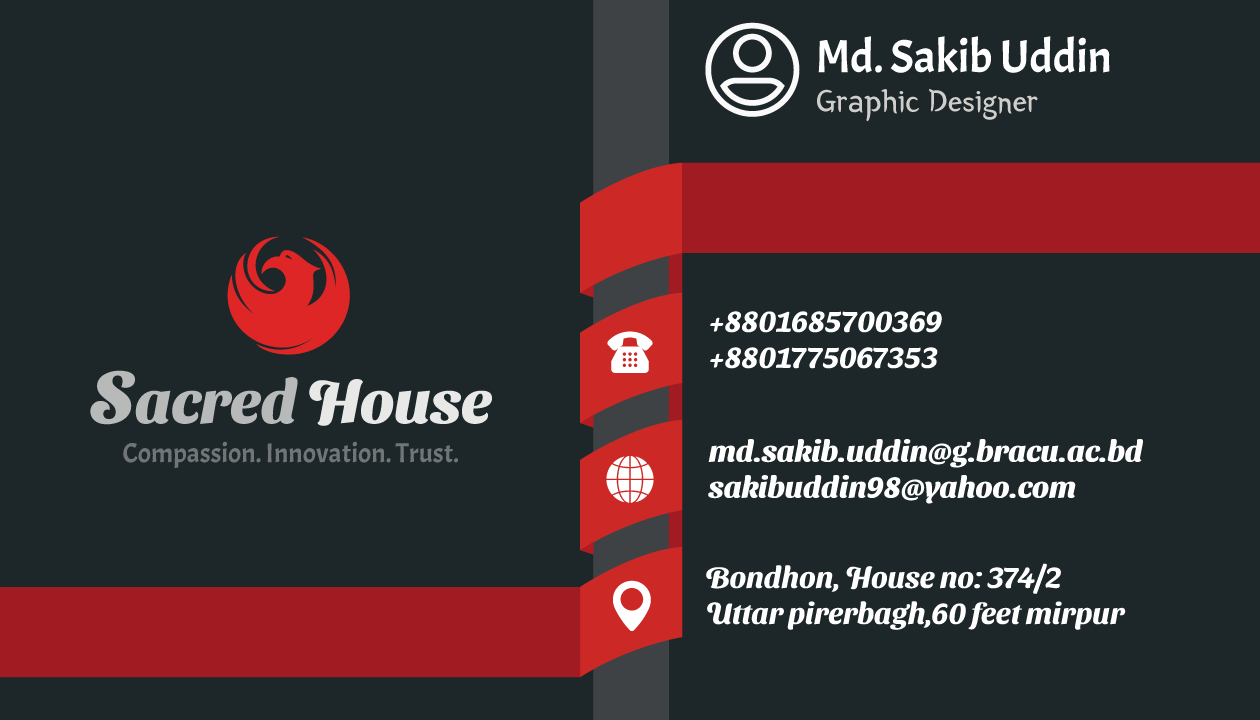 Md. Sakib Uddin
Graphic Designer
Sacred House
Compassion. Innovation. Trust.
+8801685700369
+8801775067353
md.sakib.uddin@g.bracu.ac.bd
sakibuddin98@yahoo.com
Bondhon, House no: 374/2
Uttar pirerbagh,60 feet mirpur